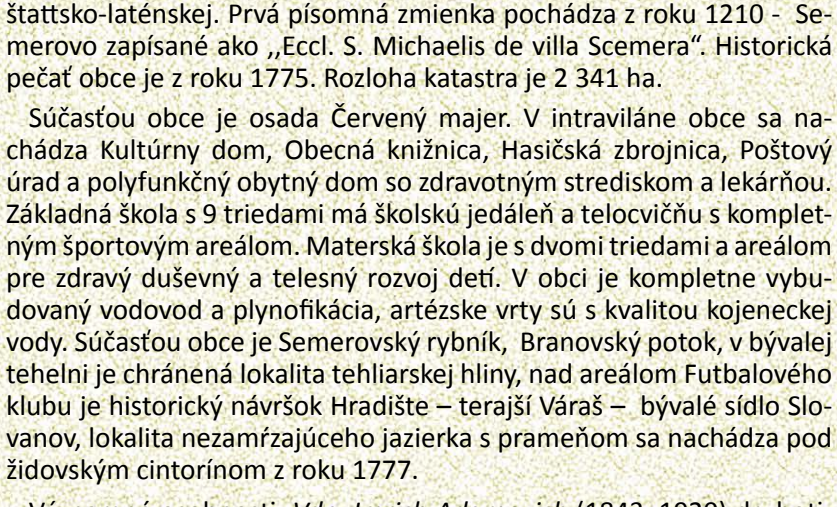 štattsko-laténskej. Prvá písomná zmienka pochádza z roku 1210 - Se-
merovo zapísané ako ,,Eccl. S. Michaelis de villa Scemera“. Historická
pečať obce je z roku 1775. Rozloha katastra je 2 341 ha.
Súčasťou obce je osada Červený majer. V intraviláne obce sa na-
chádza Kultúrny dom, Obecná knižnica, Hasičská zbrojnica, Poštový
úrad a polyfunkčný obytný dom so zdravotným strediskom a lekárňou.
Základná škola s 9 triedami má školskú jedáleň a telocvičňu s komplet-
ným športovým areálom. Materská škola je s dvomi triedami a areálom
pre zdravý duševný a telesný rozvoj detí. V obci je kompletne vybu-
dovaný vodovod a plynofikácia, artézske vrty sú s kvalitou kojeneckej
vody. Súčasťou obce je Semerovský rybník, Branovský potok, v bývalej
tehelni je chránená lokalita tehliarskej hliny, nad areálom Futbalového
klubu je historický návršok Hradište – terajší Váraš – bývalé sídlo Slo-
vanov, lokalita nezamŕzajúceho jazierka s prameňom sa nachádza pod
židovským cintorínom z roku 1777.